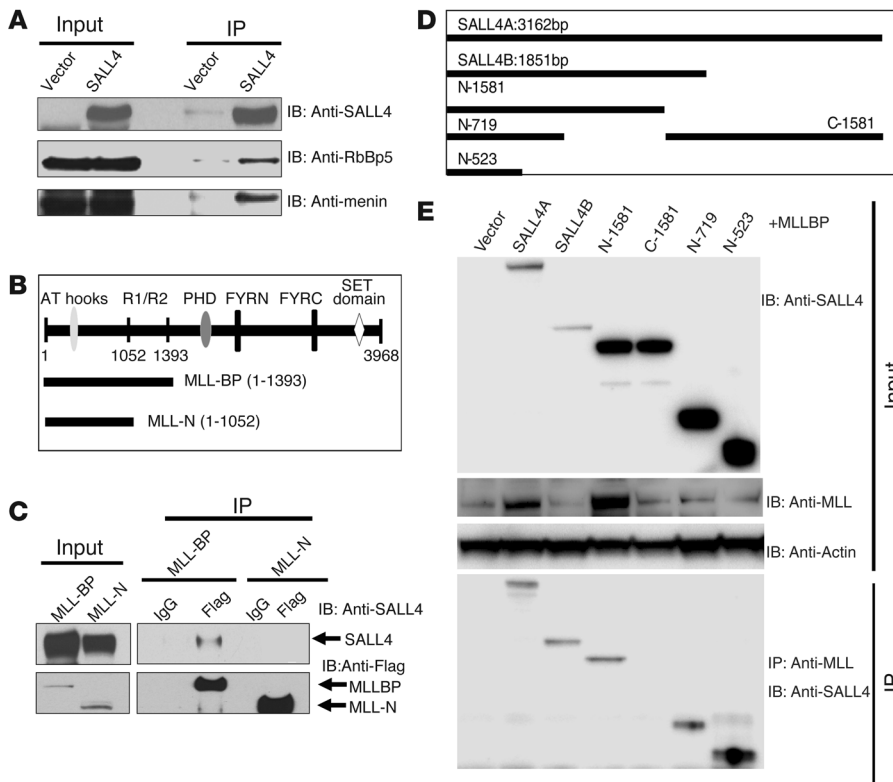 A
Input
IP
Vector
SALL4
Vector
SALL4
IB: Anti-SALL4
IB: Anti-RbBp5
IB: Anti-menin
B
AT hooks R1/R2 PHD FYRN FYRC SET domain
1 1052 1393 3968
MLL-BP (1-1393)
MLL-N (1-1052)
C
IP
Input
MLL-BP
MLL-N
MLL-BP
MLL-N
IgG
Flag
IgG
Flag
IB: Anti-SALL4
SALL4
IB:Anti-Flag
MLLBP
MLL-N
D
SALL4A:3162bp
SALL4B:1851bp
N-1581
N-719
C-1581
N-523
E
Vector
SALL4A
SALL4B
N-1581
C-1581
N-719
N-523
+MLLBP
IB: Anti-SALL4
Input
IB: Anti-MLL
IB: Anti-Actin
IP: Anti-MLL
IB: Anti-SALL4
IP